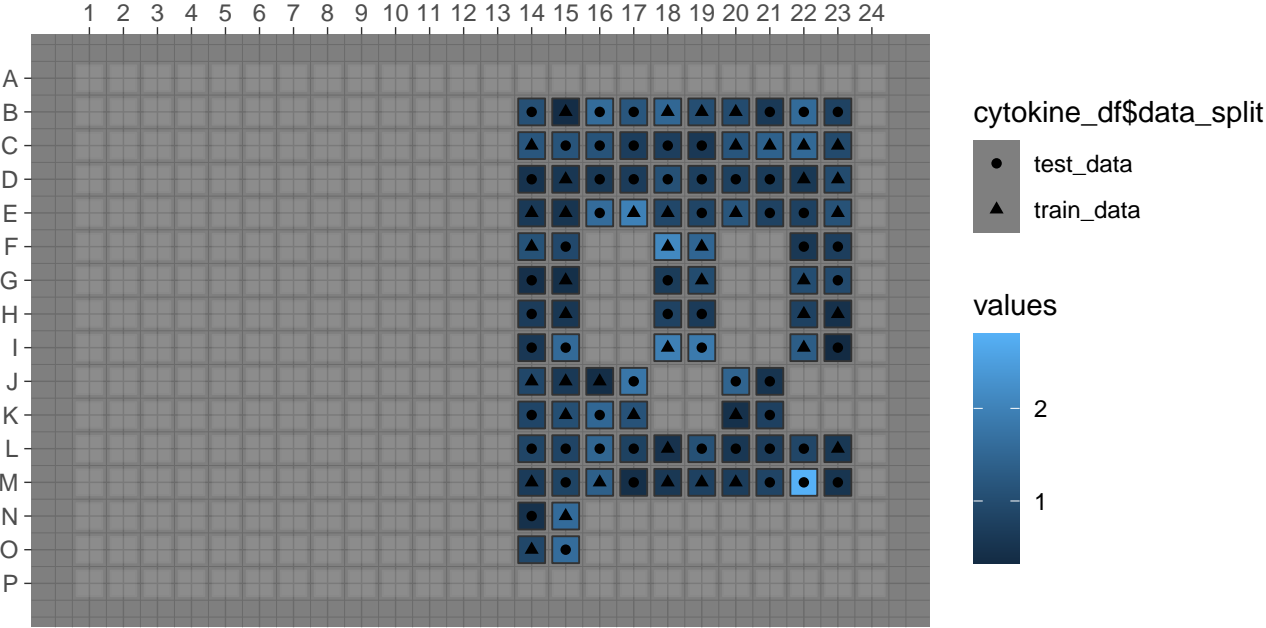 1 2 3 4 5 6 7 8 9 10 11 12 13 14 15 16 17 18 19 20 21 22 23 24
A
B
C
D
E
F
G
H
I
J
K
L
M
N
O
P
cytokine_df$data_split
test_data
train_data
values
2
1